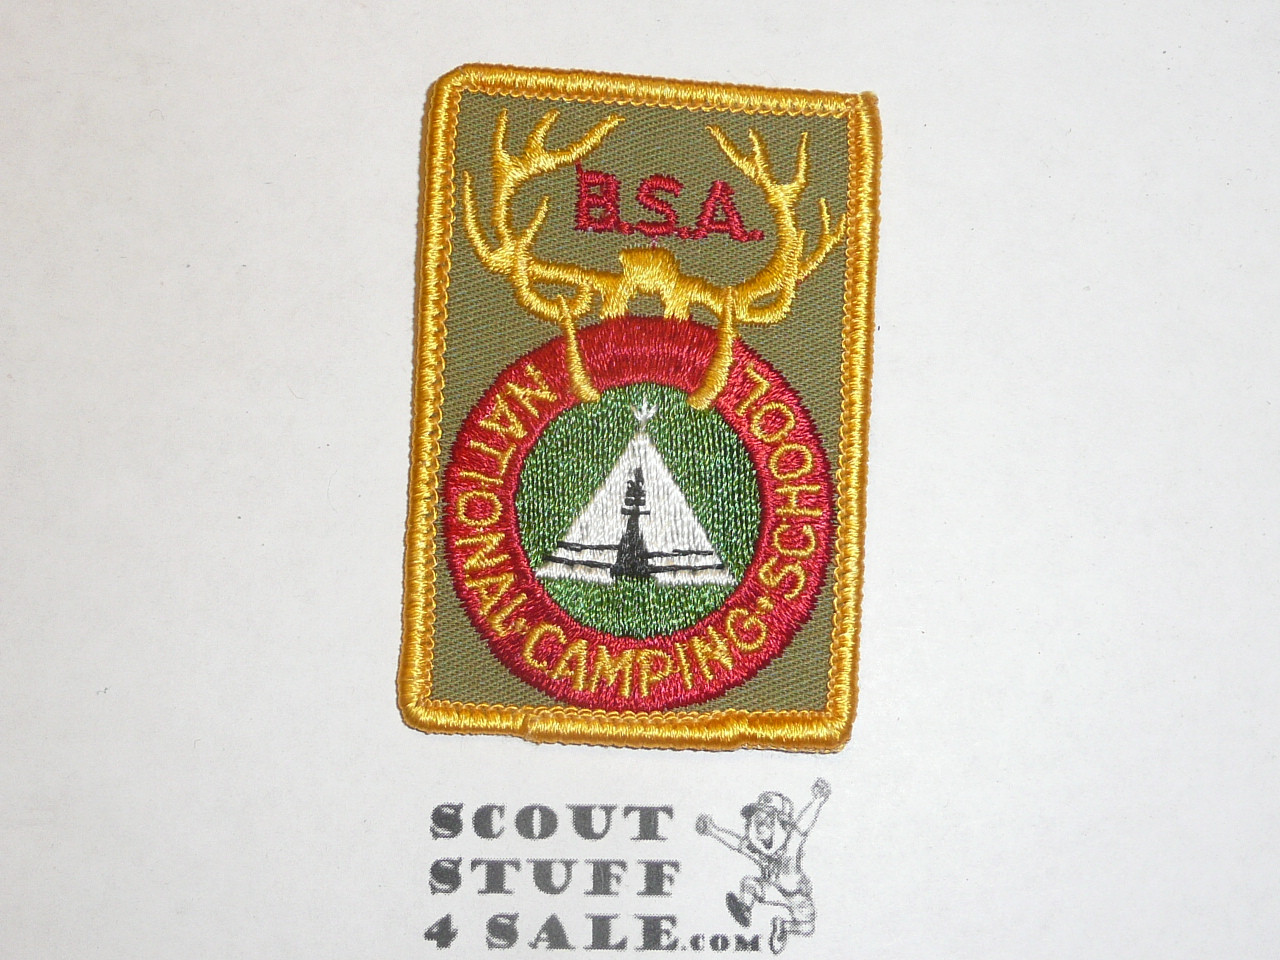 B.S.A.
NATIONAL·CAMPING·SCHOOL
SCOUT
STUFF
4 SALE.COM